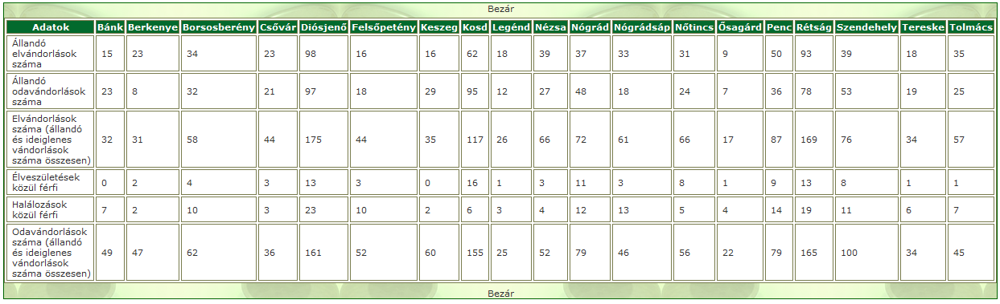 Bezár
Adatok Bánk Berkenye Borsosberény Csővár Diósjenő Felsőpetény Keszeg Kosd Legénd Nézsa Nógrád Nógrádsáp Nőtincs Ősagárd Penc Rétság Szendehely Tereske Tolmács
Állandó
elvándorlások
száma
15 23 34 23 98 16 16 62 18 39 37 33 31 9 50 93 39 18 35
Állandó
odavándorlások
száma
23 8 32 21 97 18 29 95 12 27 48 18 24 7 36 78 53 19 25
Elvándorlások
száma (állandó
és ideiglenes
vándorlások
száma összesen)
32 31 58 44 175 44 35 117 26 66 72 61 66 17 87 169 76 34 57
Élveszületések
közül férfi
0 2 4 3 13 3 0 16 1 3 11 3 8 1 9 13 8 1 1
Halálozások
közül férfi
7 2 10 3 23 10 2 6 3 4 12 13 5 4 14 19 11 6 7
Odavándorlások
száma (állandó
és ideiglenes
vándorlások
száma összesen)
49 47 62 36 161 52 60 155 25 52 79 46 56 22 79 165 100 34 45
Bezár